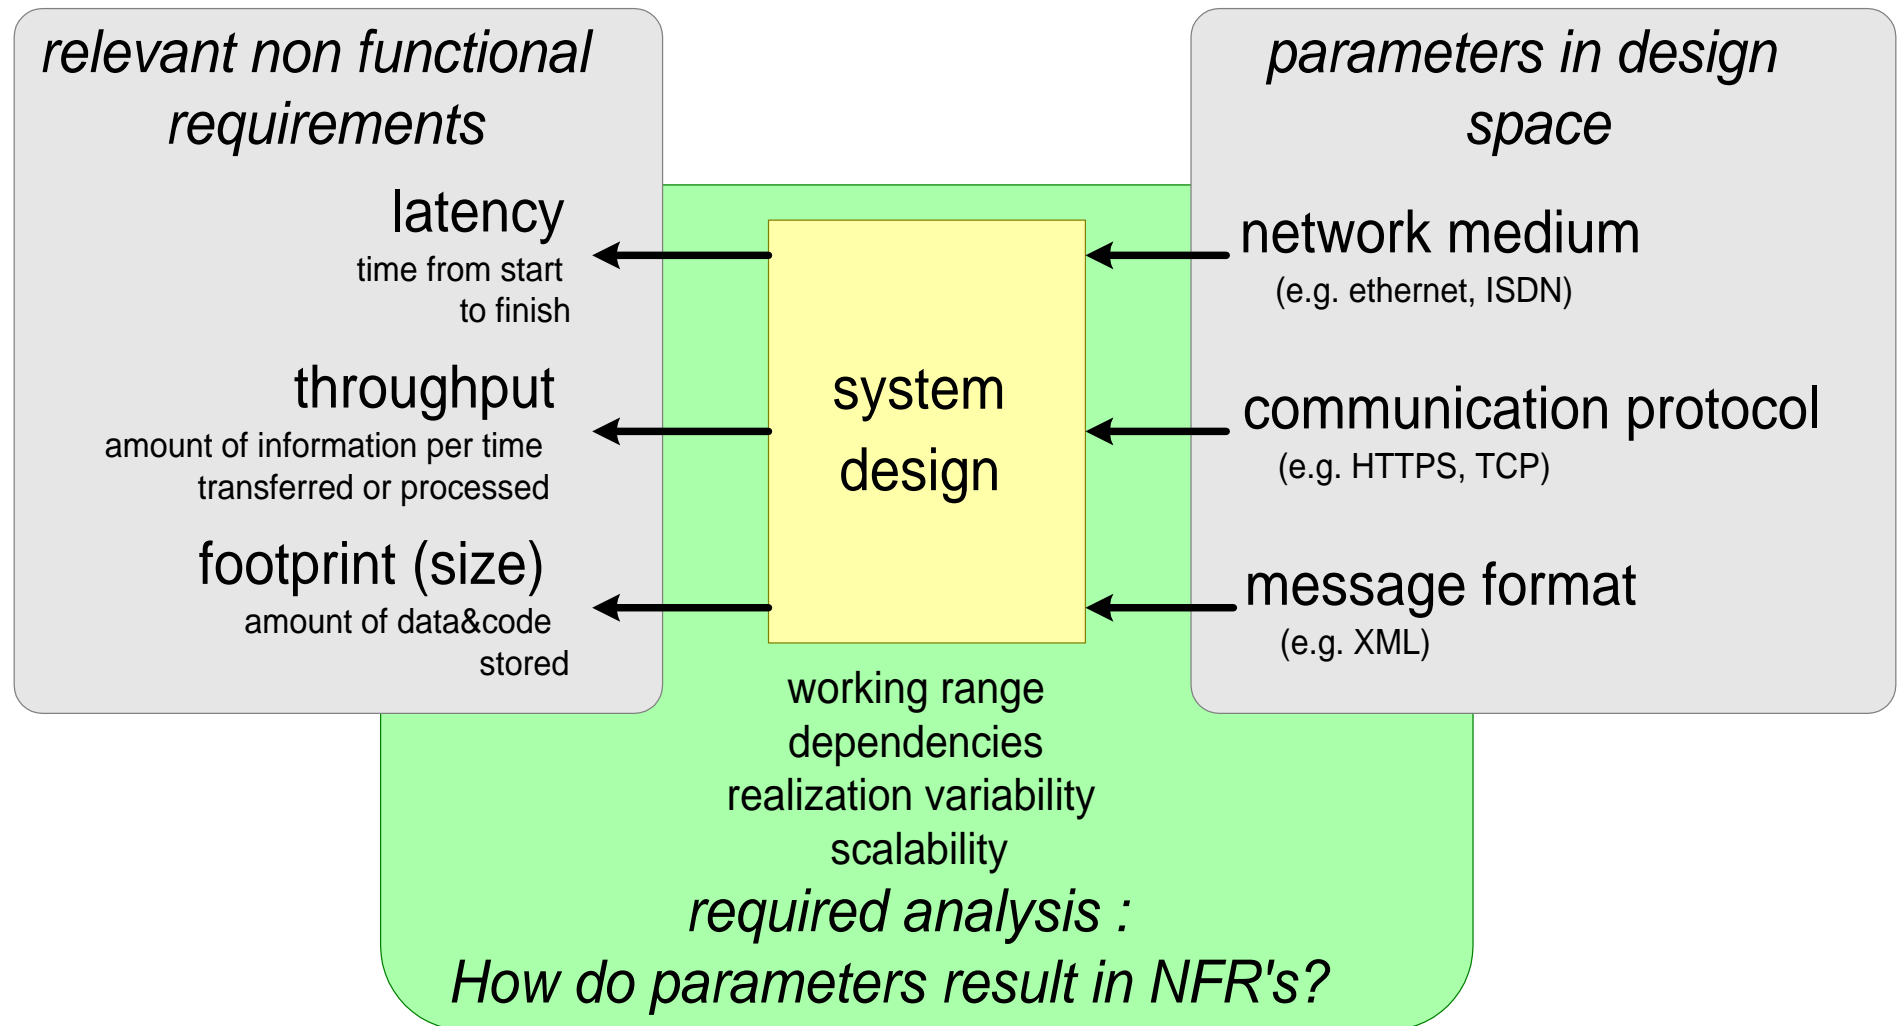 relevant non functional
requirements
latency
time from start
to finish
throughput
amount of information per time
transferred or processed
footprint (size)
amount of data&code
stored
system
design
working range
dependencies
realization variability
scalability
required analysis :
How do parameters result in NFR's?
parameters in design
space
network medium
(e.g. ethernet, ISDN)
communication protocol
(e.g. HTTPS, TCP)
message format
(e.g. XML)